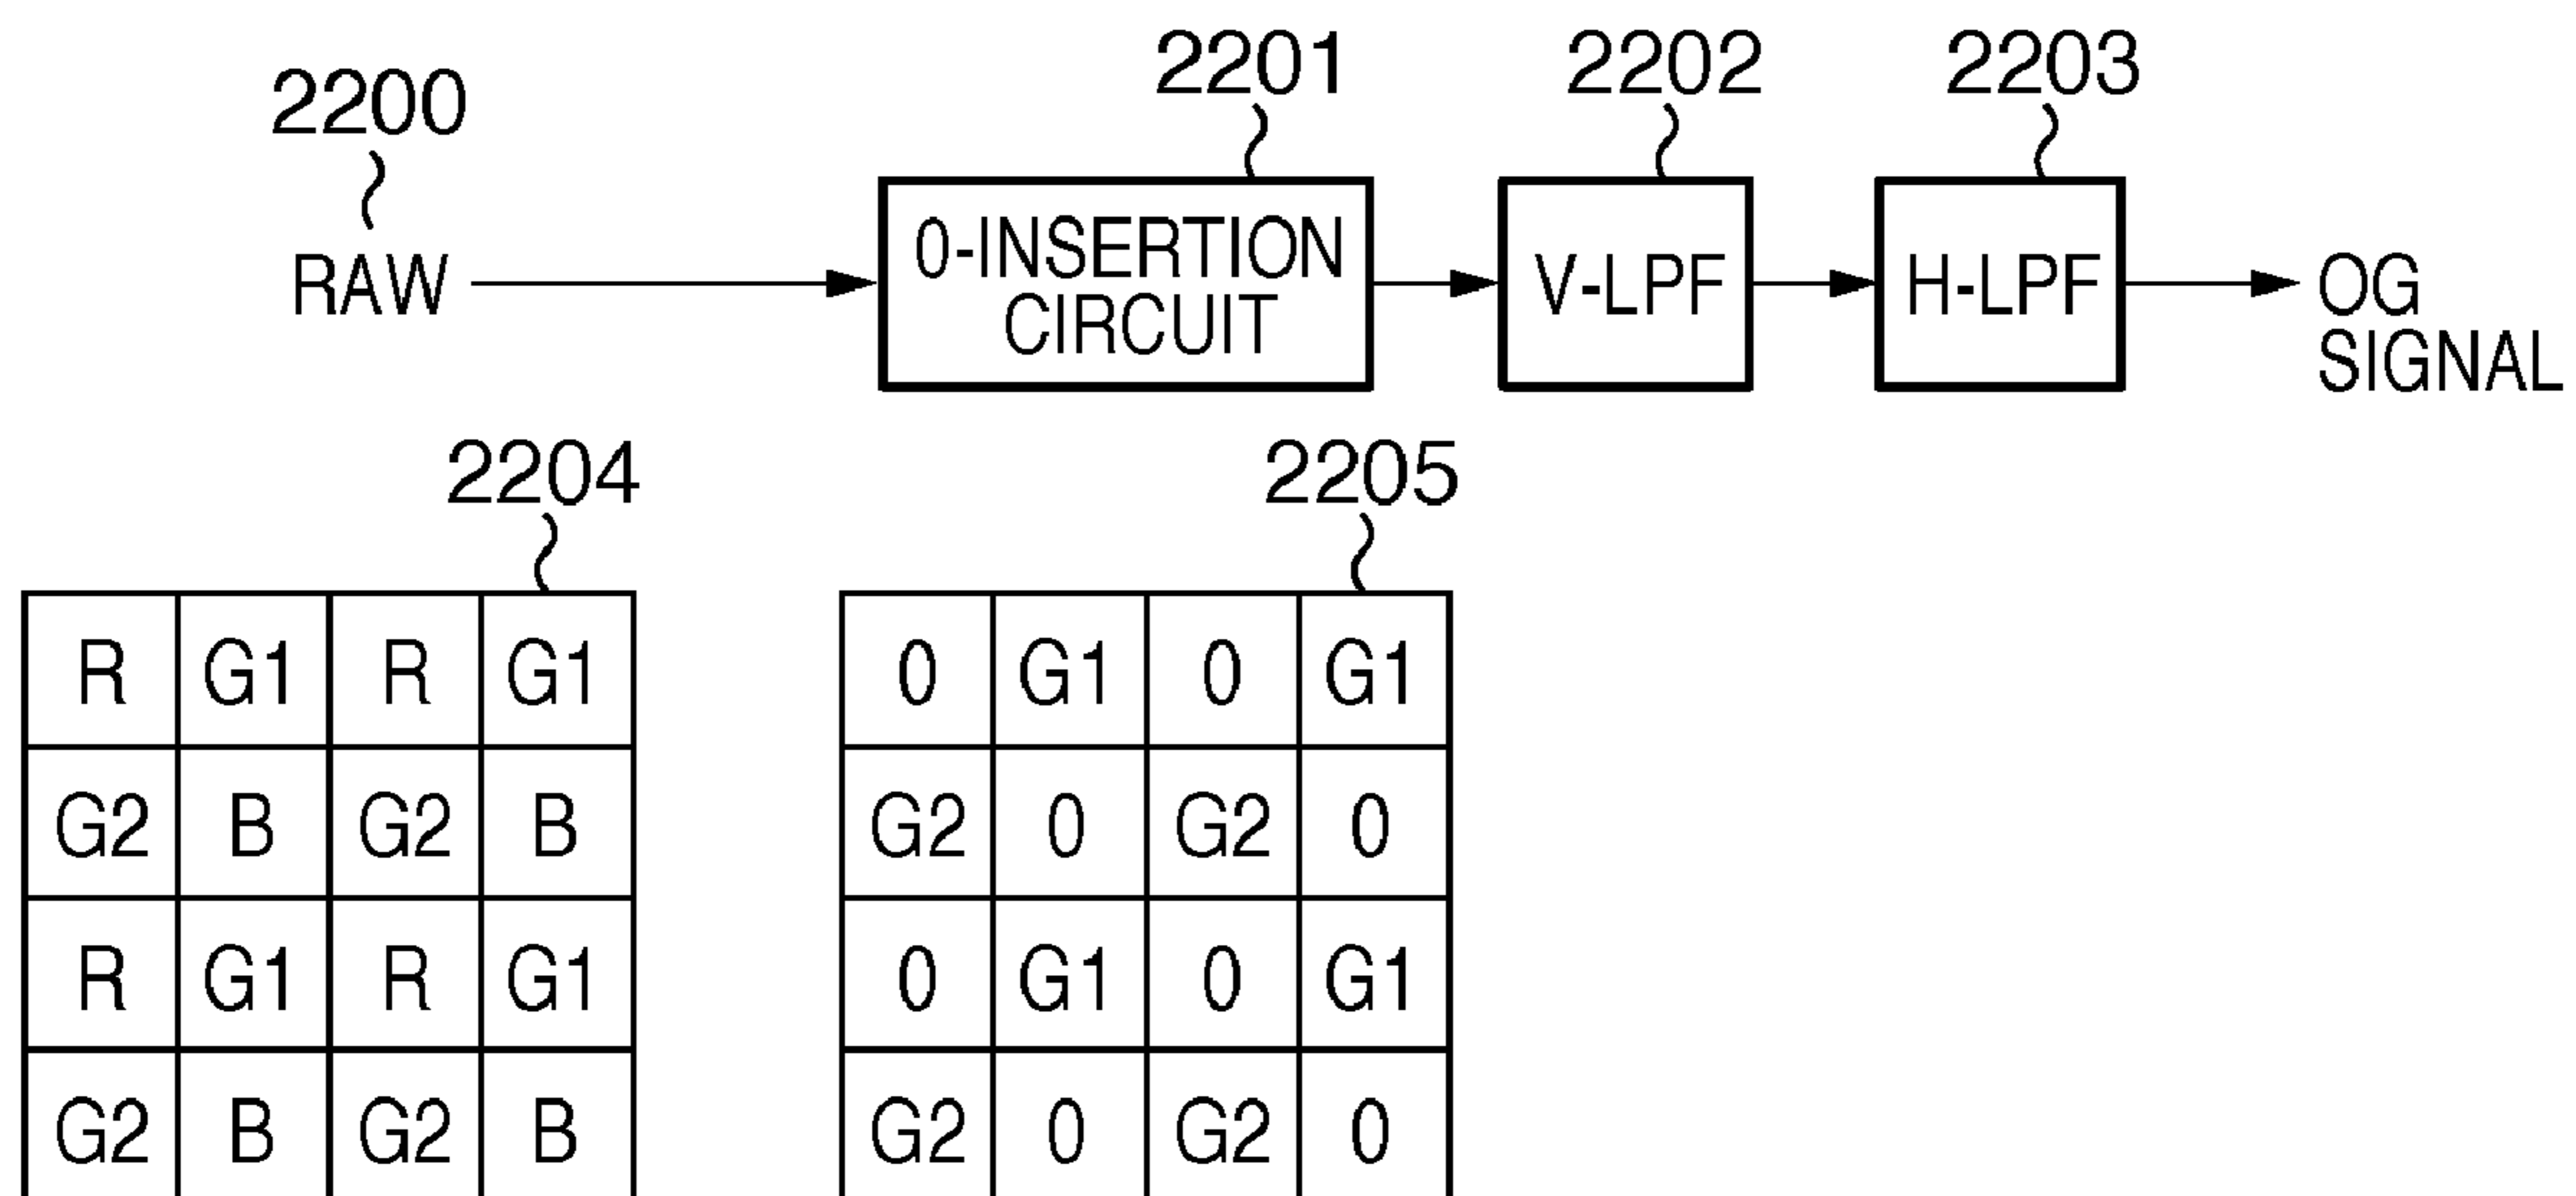 2200
2201
2202
2203
RAW
0-INSERTION
CIRCUIT
V-LPF
H-LPF
OG
SIGNAL
2204
2205
R G1 R G1
G2 B G2 B
R G1 R G1
G2 B G2 B
0 G1 0 G1
G2 0 G2 0
0 G1 0 G1
G2 0 G2 0